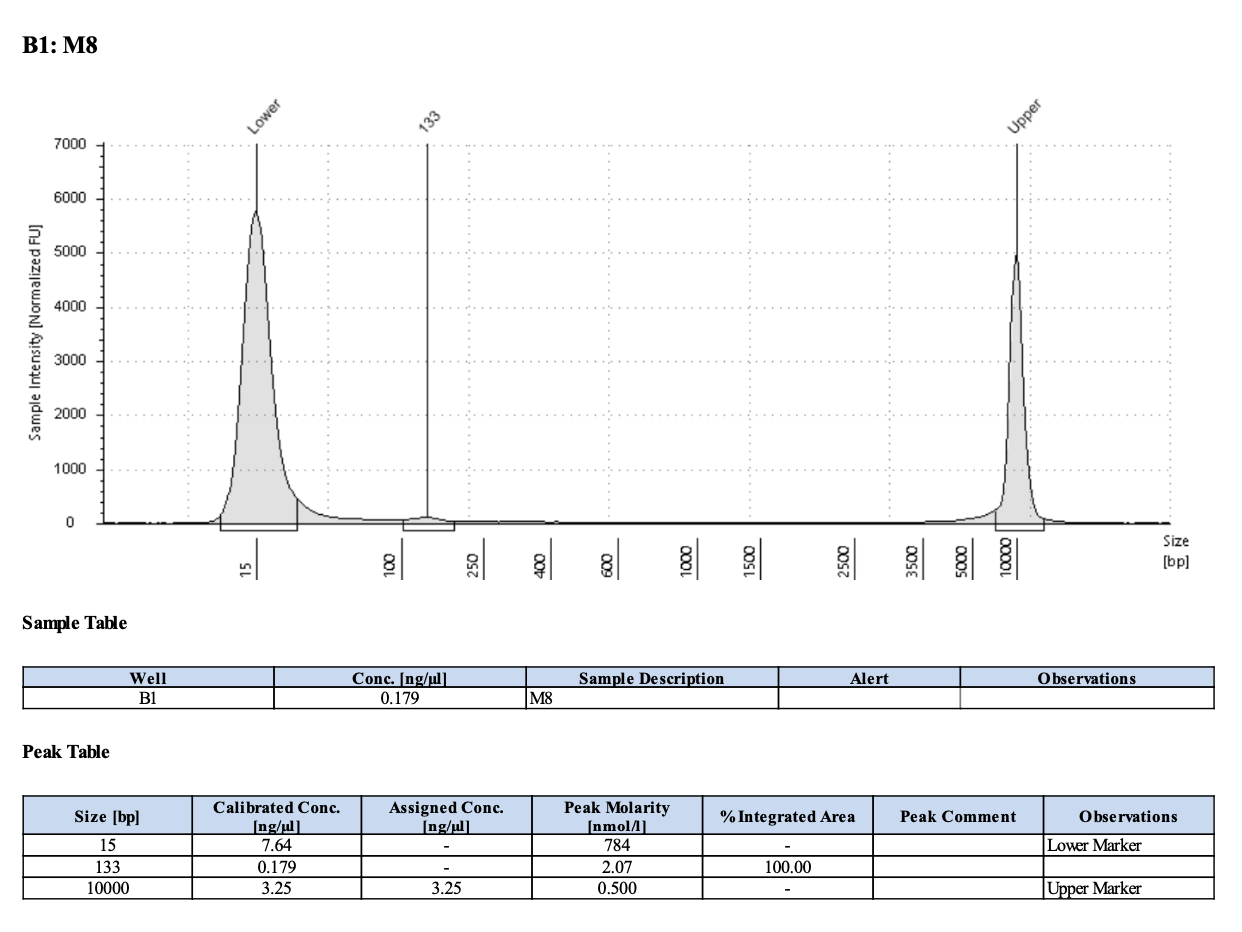 B1: M8
Lower
133
Upper
7000
6000
5000
4000
3000
2000
1000
0
Sample Intensity [Normalized FU]
15
100
250
400
600
1000
1500
2500
3500
5000
10000
Size
[bp]
Sample Table
Well Conc. [ng/µl] Sample Description Alert Observations
B1 0.179 M8
Peak Table
Size [bp] Calibrated Conc. [ng/µl] Assigned Conc. [ng/µl] Peak Molarity [nmol/l] % Integrated Area Peak Comment Observations
15 7.64 - 784 - Lower Marker
133 0.179 - 2.07 100.00
10000 3.25 3.25 0.500 - Upper Marker